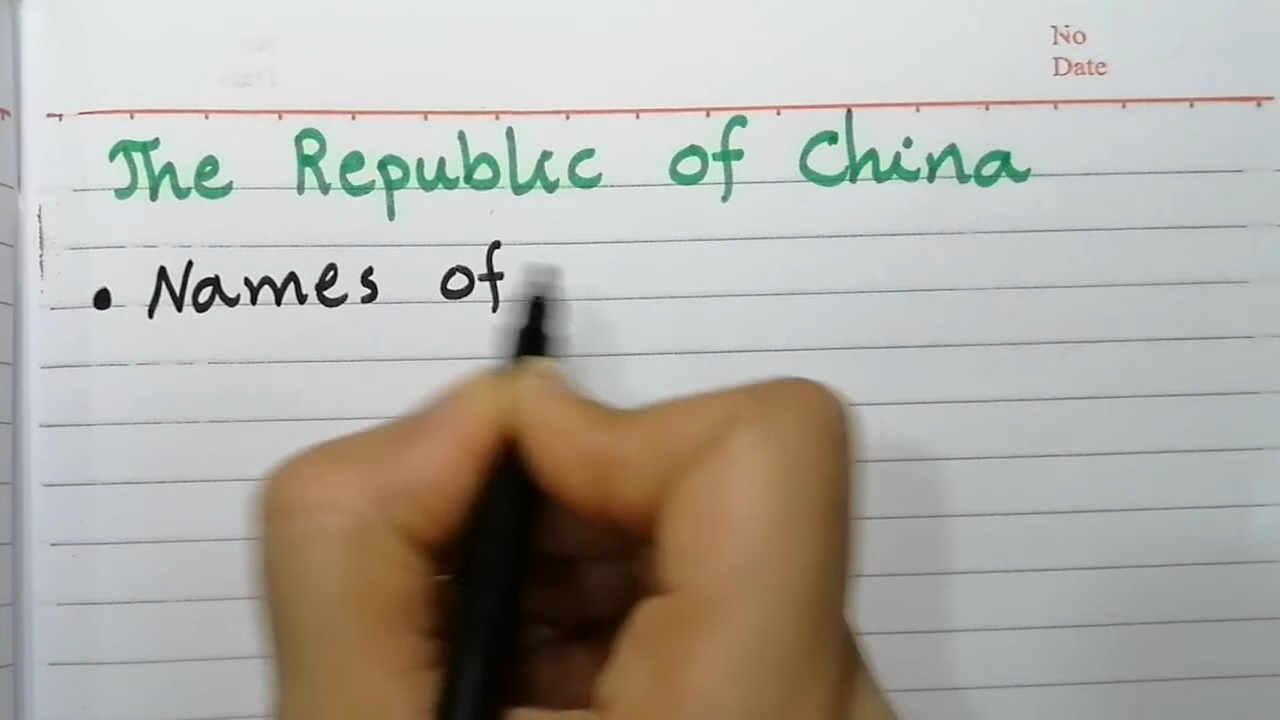 No
Date
The Republic of China
• Names of